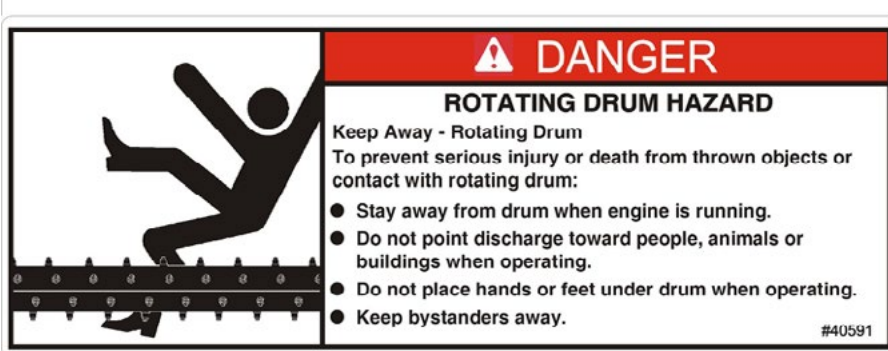 DANGER
ROTATING DRUM HAZARD
Keep Away - Rotating Drum
To prevent serious injury or death from thrown objects or
contact with rotating drum:
● Stay away from drum when engine is running.
● Do not point discharge toward people, animals or
buildings when operating.
● Do not place hands or feet under drum when operating.
● Keep bystanders away.
#40591